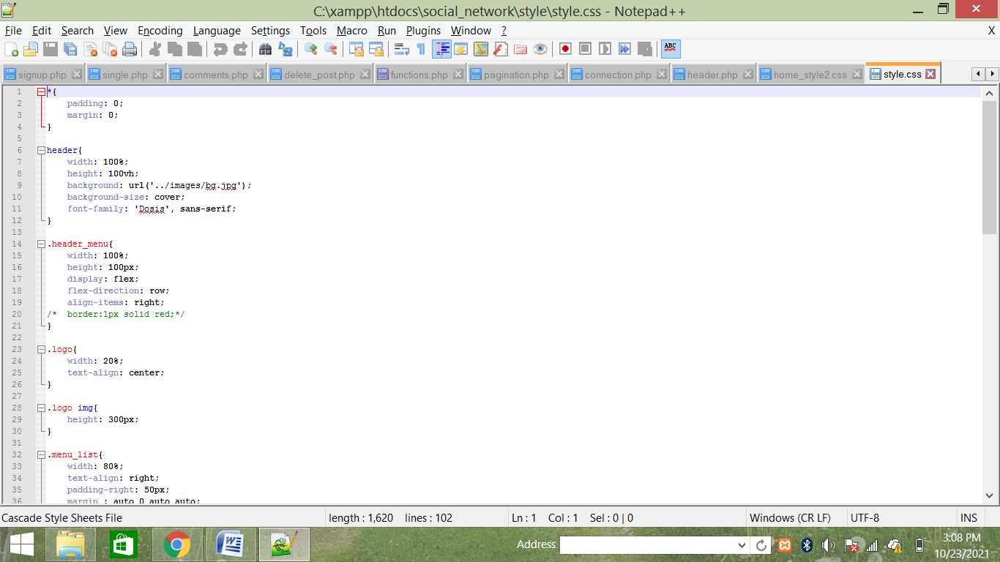 C:\xampp\htdocs\social_network\style\style.css - Notepad++
File Edit Search View Encoding Language Settings Tools Macro Run Plugins Window ? X
ABC
signup.php single.php comments.php delete_post.php functions.php pagination.php connection.php header.php home_style2.css style.css
1 *{
2 padding: 0;
3 margin: 0;
4 }
5
6 header{
7 width: 100%;
8 height: 100vh;
9 background: url('../images/bg.jpg');
10 background-size: cover;
11 font-family: 'Dosis', sans-serif;
12 }
13
14 .header_menu{
15 width: 100%;
16 height: 100px;
17 display: flex;
18 flex-direction: row;
19 align-items: right;
20 /* border:1px solid red;*/
21 }
22
23 .logo{
24 width: 20%;
25 text-align: center;
26 }
27
28 .logo img{
29 height: 300px;
30 }
31
32 .menu_list{
33 width: 80%;
34 text-align: right;
35 padding-right: 50px;
36 margin : auto 0 auto auto;
Cascade Style Sheets File length : 1,620 lines : 102 Ln : 1 Col : 1 Sel : 0 | 0 Windows (CR LF) UTF-8 INS
Address
3:08 PM
10/23/2021